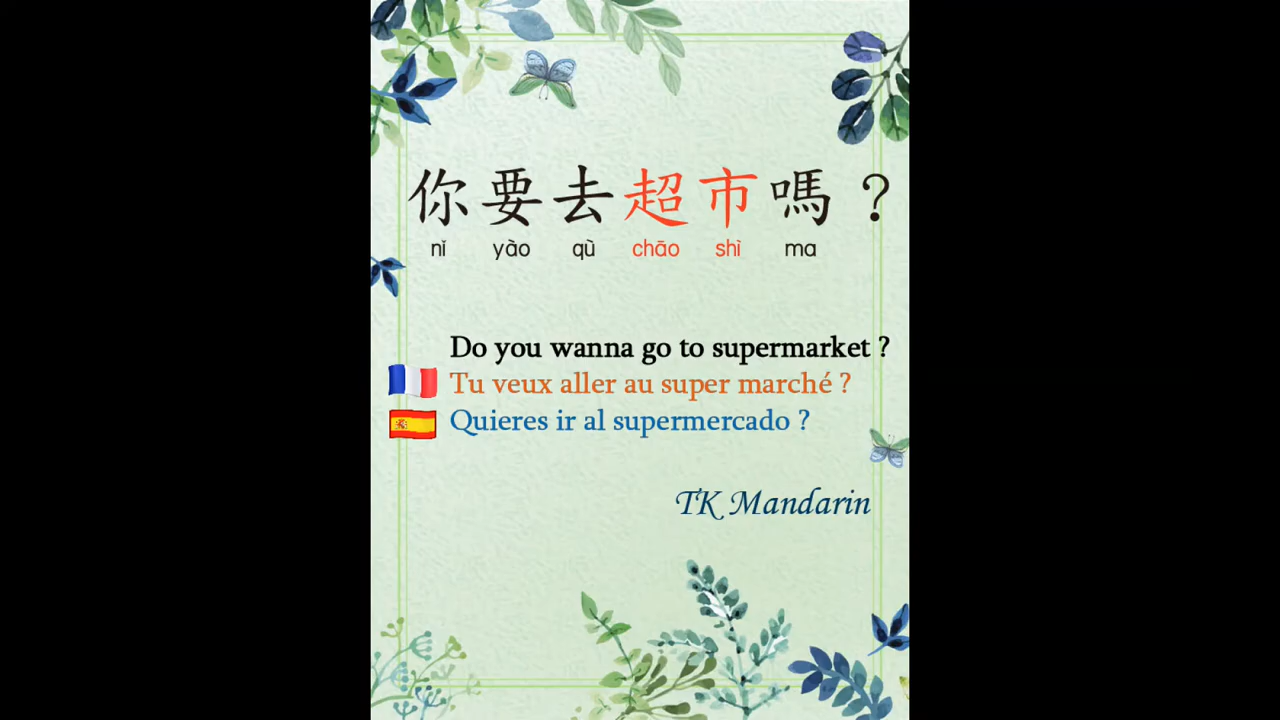 你要去超市嗎？
nǐ yào qù chāo shì ma
Do you wanna go to supermarket ?
Tu veux aller au super marché ?
Quieres ir al supermercado ?
TK Mandarin